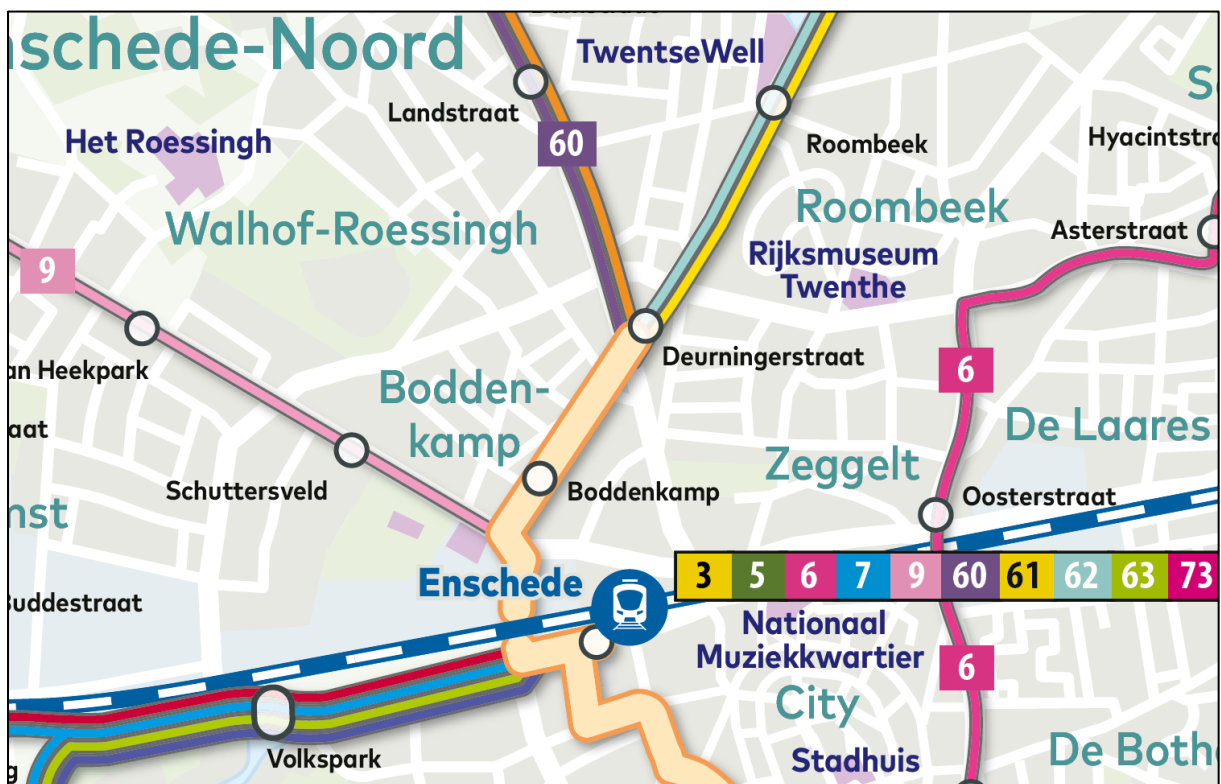 nschede-Noord
TwentseWell
Landstraat
60
Het Roessingh
Roombeek
Hyacintstra
Walhof-Roessingh
Roombeek
Asterstraat
9
Rijksmuseum
Twenthe
an Heekpark
Deurningerstraat
6
Bodden-
kamp
aat
De Laares
Zeggelt
Schuttersveld
Boddenkamp
Oosterstraat
nst
Enschede
3 5 6 7 9 60 61 62 63 73
Buddestraat
Nationaal
Muziekkwartier
6
City
Volkspark
Stadhuis
De Both
g